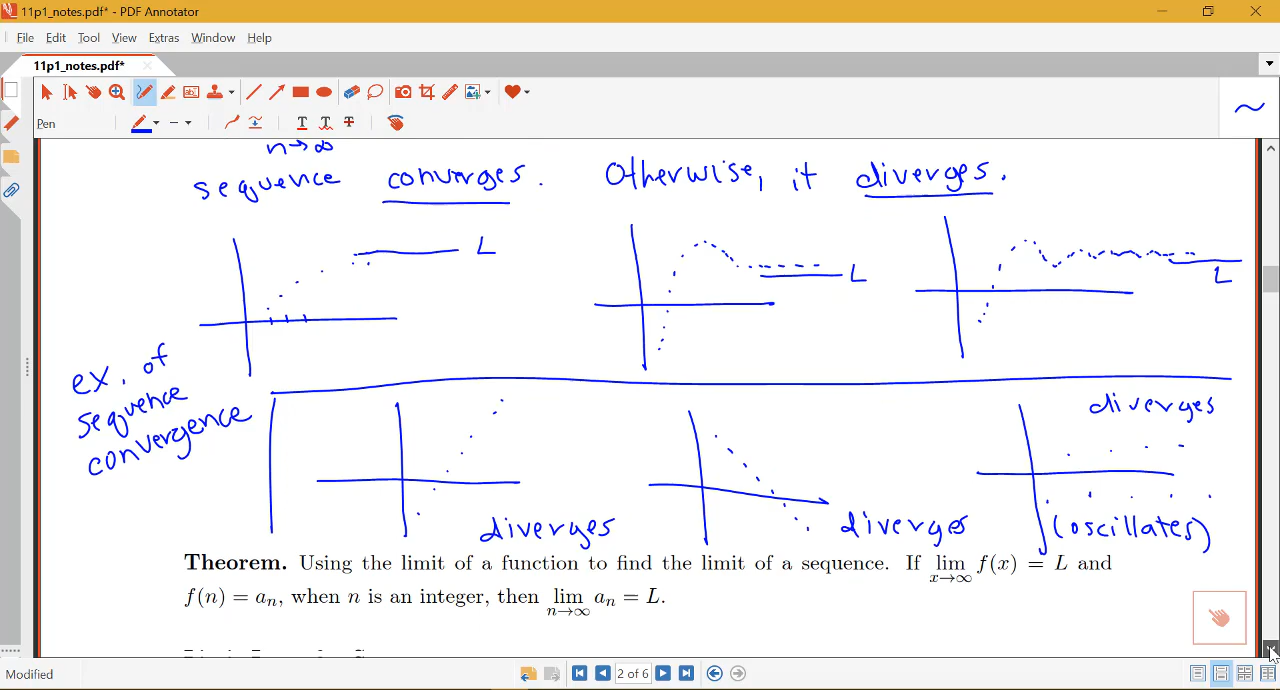 11p1_notes.pdf* - PDF Annotator
File Edit Tool View Extras Window Help
11p1_notes.pdf*
Pen
n→∞
sequence converges. Otherwise, it diverges.
L
L
L
ex. of
sequence
convergence
diverges
diverges
diverges
(oscillates)
Theorem. Using the limit of a function to find the limit of a sequence. If lim x→∞ f(x) = L and
f(n) = aₙ, when n is an integer, then lim n→∞ aₙ = L.
Modified
2 of 6